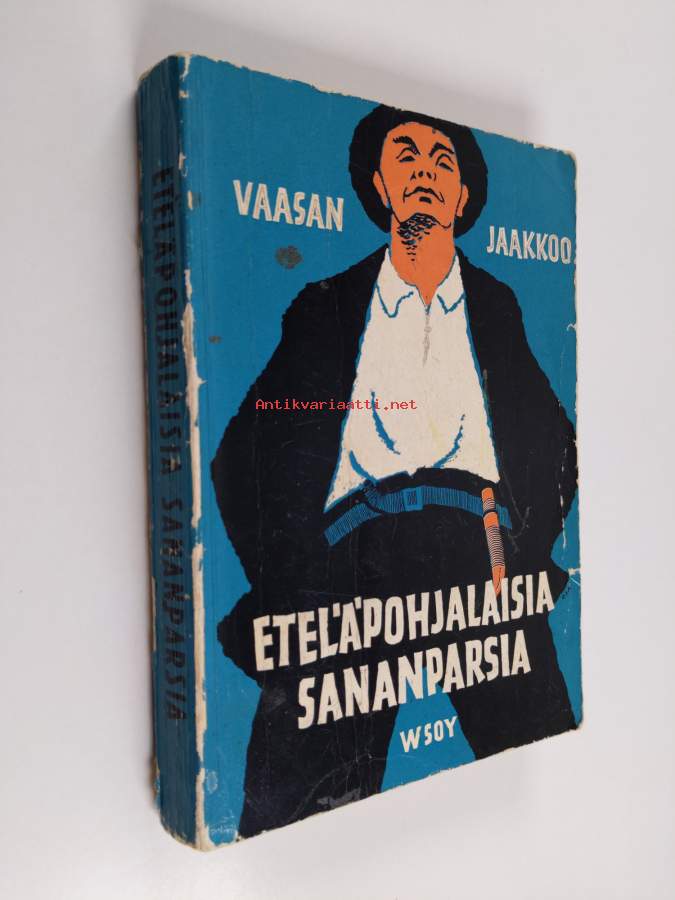 ETELÄPOHJALAISIA SANANPARSIA
VAASAN
JAAKKOO
Antikvariaatti.net
ETELÄPOHJALAISIA
SANANPARSIA
WSOY